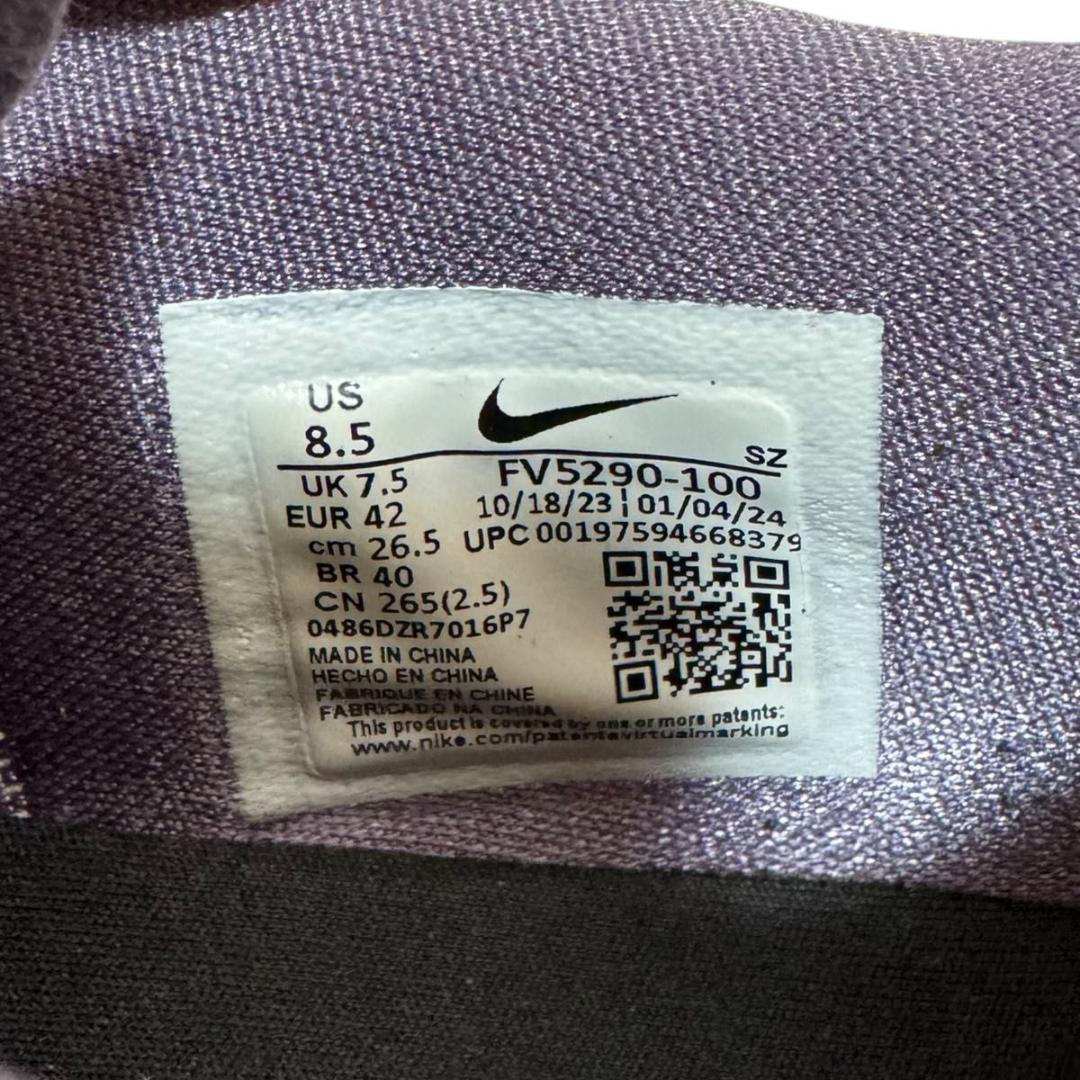 US
8.5
SZ
UK 7.5
FV5290-100
EUR 42
10/18/23 | 01/04/24
cm 26.5
UPC 00197594668379
BR 40
CN 265(2.5)
0486DZR7016P7
MADE IN CHINA
HECHO EN CHINA
FABRIQUE EN CHINE
FABRICADO NA CHINA
This product is covered by one or more patents:
www.nike.com/patentsvirtualmarking